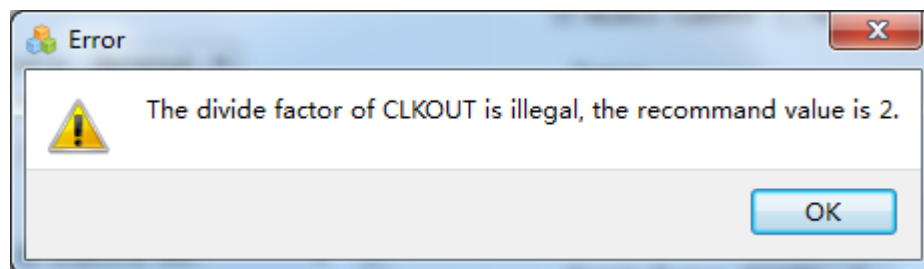 Error
The divide factor of CLKOUT is illegal, the recommand value is 2.
OK